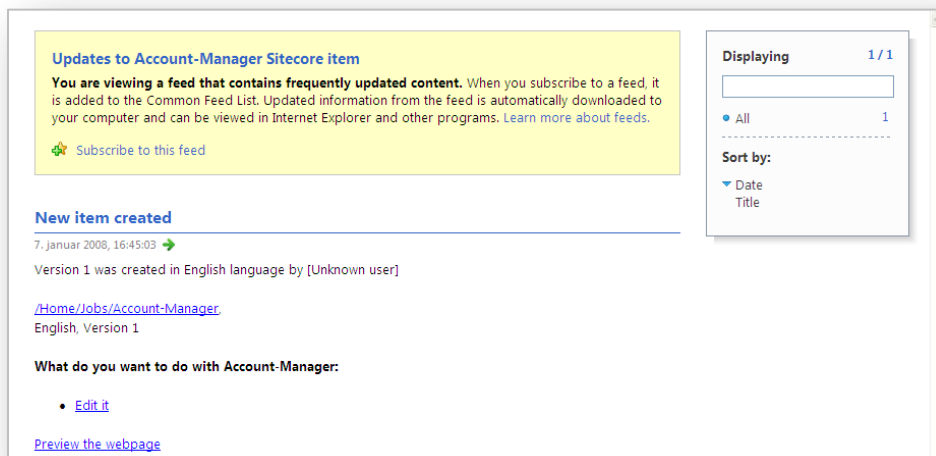 Updates to Account-Manager Sitecore item
You are viewing a feed that contains frequently updated content. When you subscribe to a feed, it
is added to the Common Feed List. Updated information from the feed is automatically downloaded to
your computer and can be viewed in Internet Explorer and other programs. Learn more about feeds.
Subscribe to this feed
New item created
7. januar 2008, 16:45:03
Version 1 was created in English language by [Unknown user]
/Home/Jobs/Account-Manager,
English, Version 1
What do you want to do with Account-Manager:
Edit it
Preview the webpage
Displaying 1 / 1
All 1
Sort by:
Date
Title